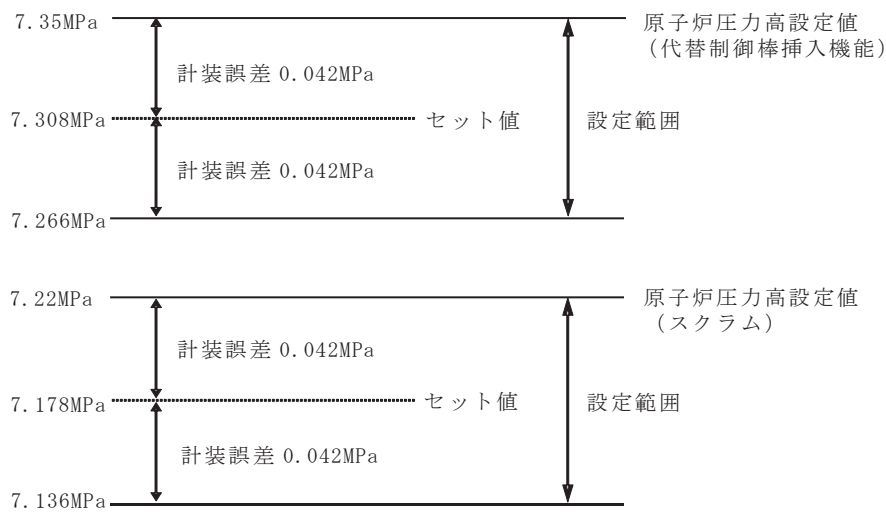 7.35MPa
原子炉圧力高設定値
(代替制御棒挿入機能)
計装誤差 0.042MPa
7.308MPa
セット値
設定範囲
計装誤差 0.042MPa
7.266MPa
7.22MPa
原子炉圧力高設定値
(スクラム)
計装誤差 0.042MPa
7.178MPa
セット値
設定範囲
計装誤差 0.042MPa
7.136MPa